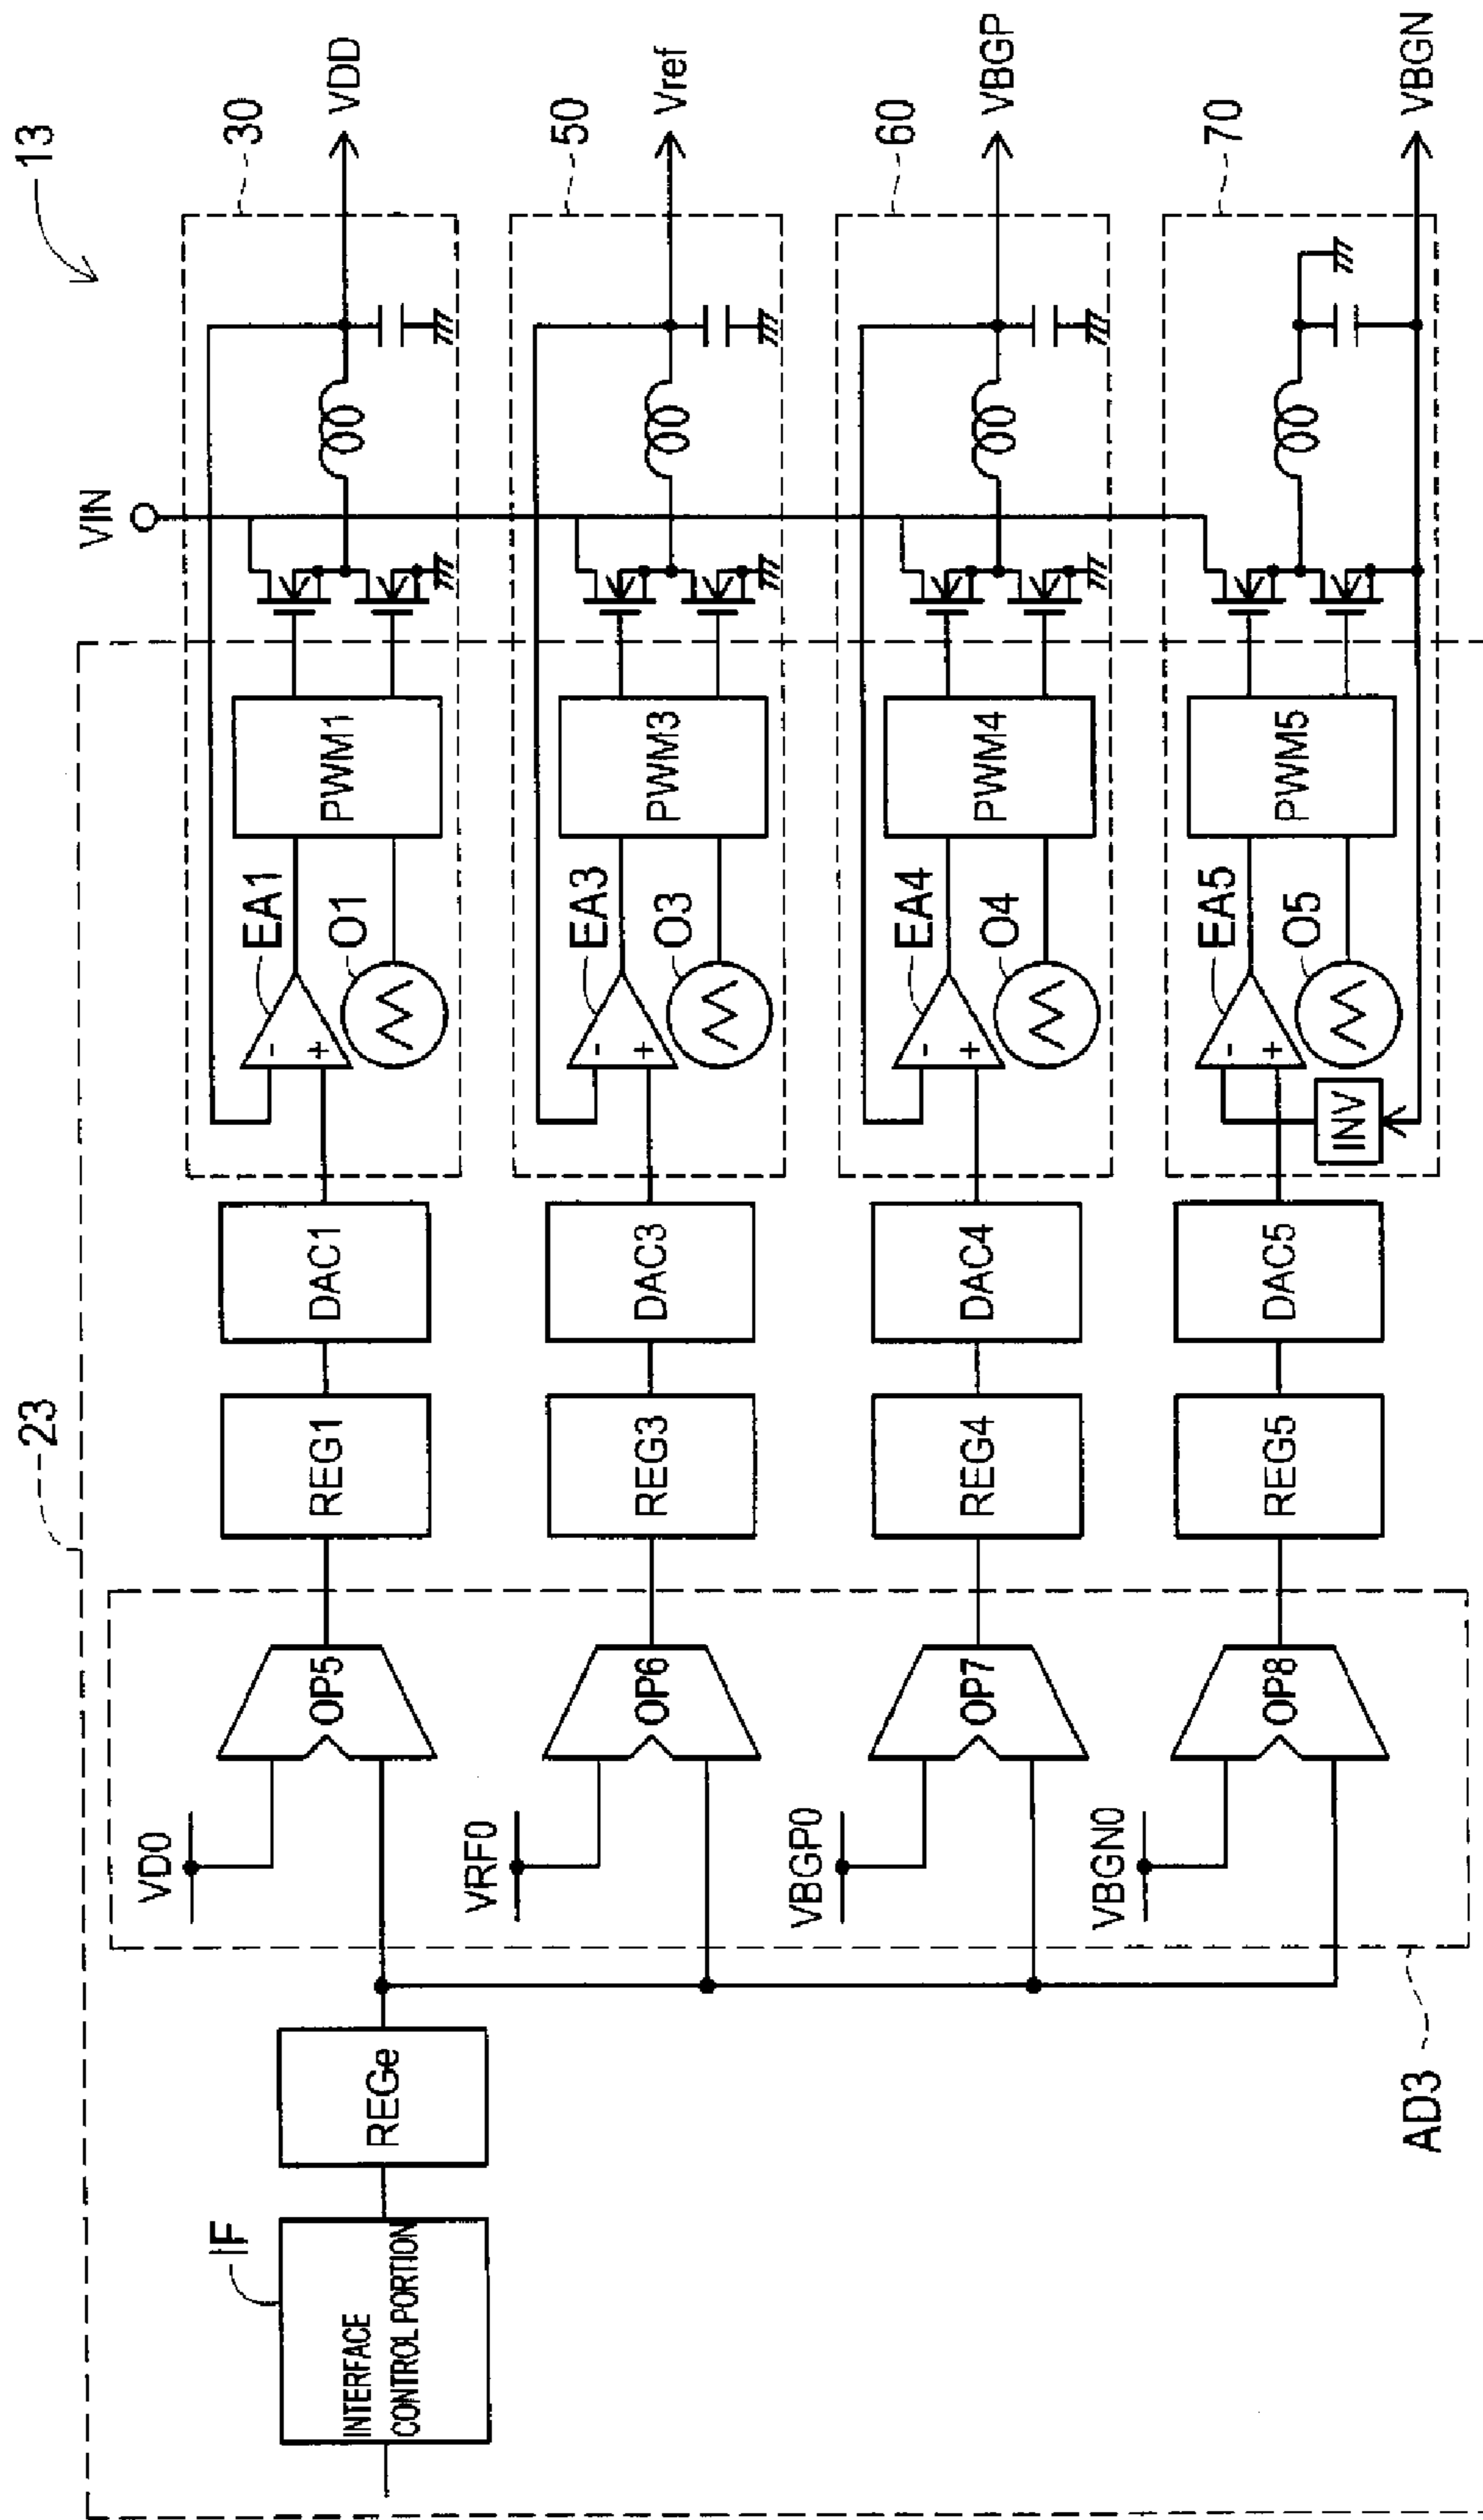 13
23
VIN
IF
INTERFACE
CONTROL PORTION
REGe
AD3
VD0
OP5
REG1
DAC1
-
+
EA1
O1
PWM1
30
VDD
VRF0
OP6
REG3
DAC3
-
+
EA3
O3
PWM3
50
Vref
VBGP0
OP7
REG4
DAC4
-
+
EA4
O4
PWM4
60
VBGP
VBGN0
OP8
REG5
DAC5
-
+
INV
EA5
O5
PWM5
70
VBGN